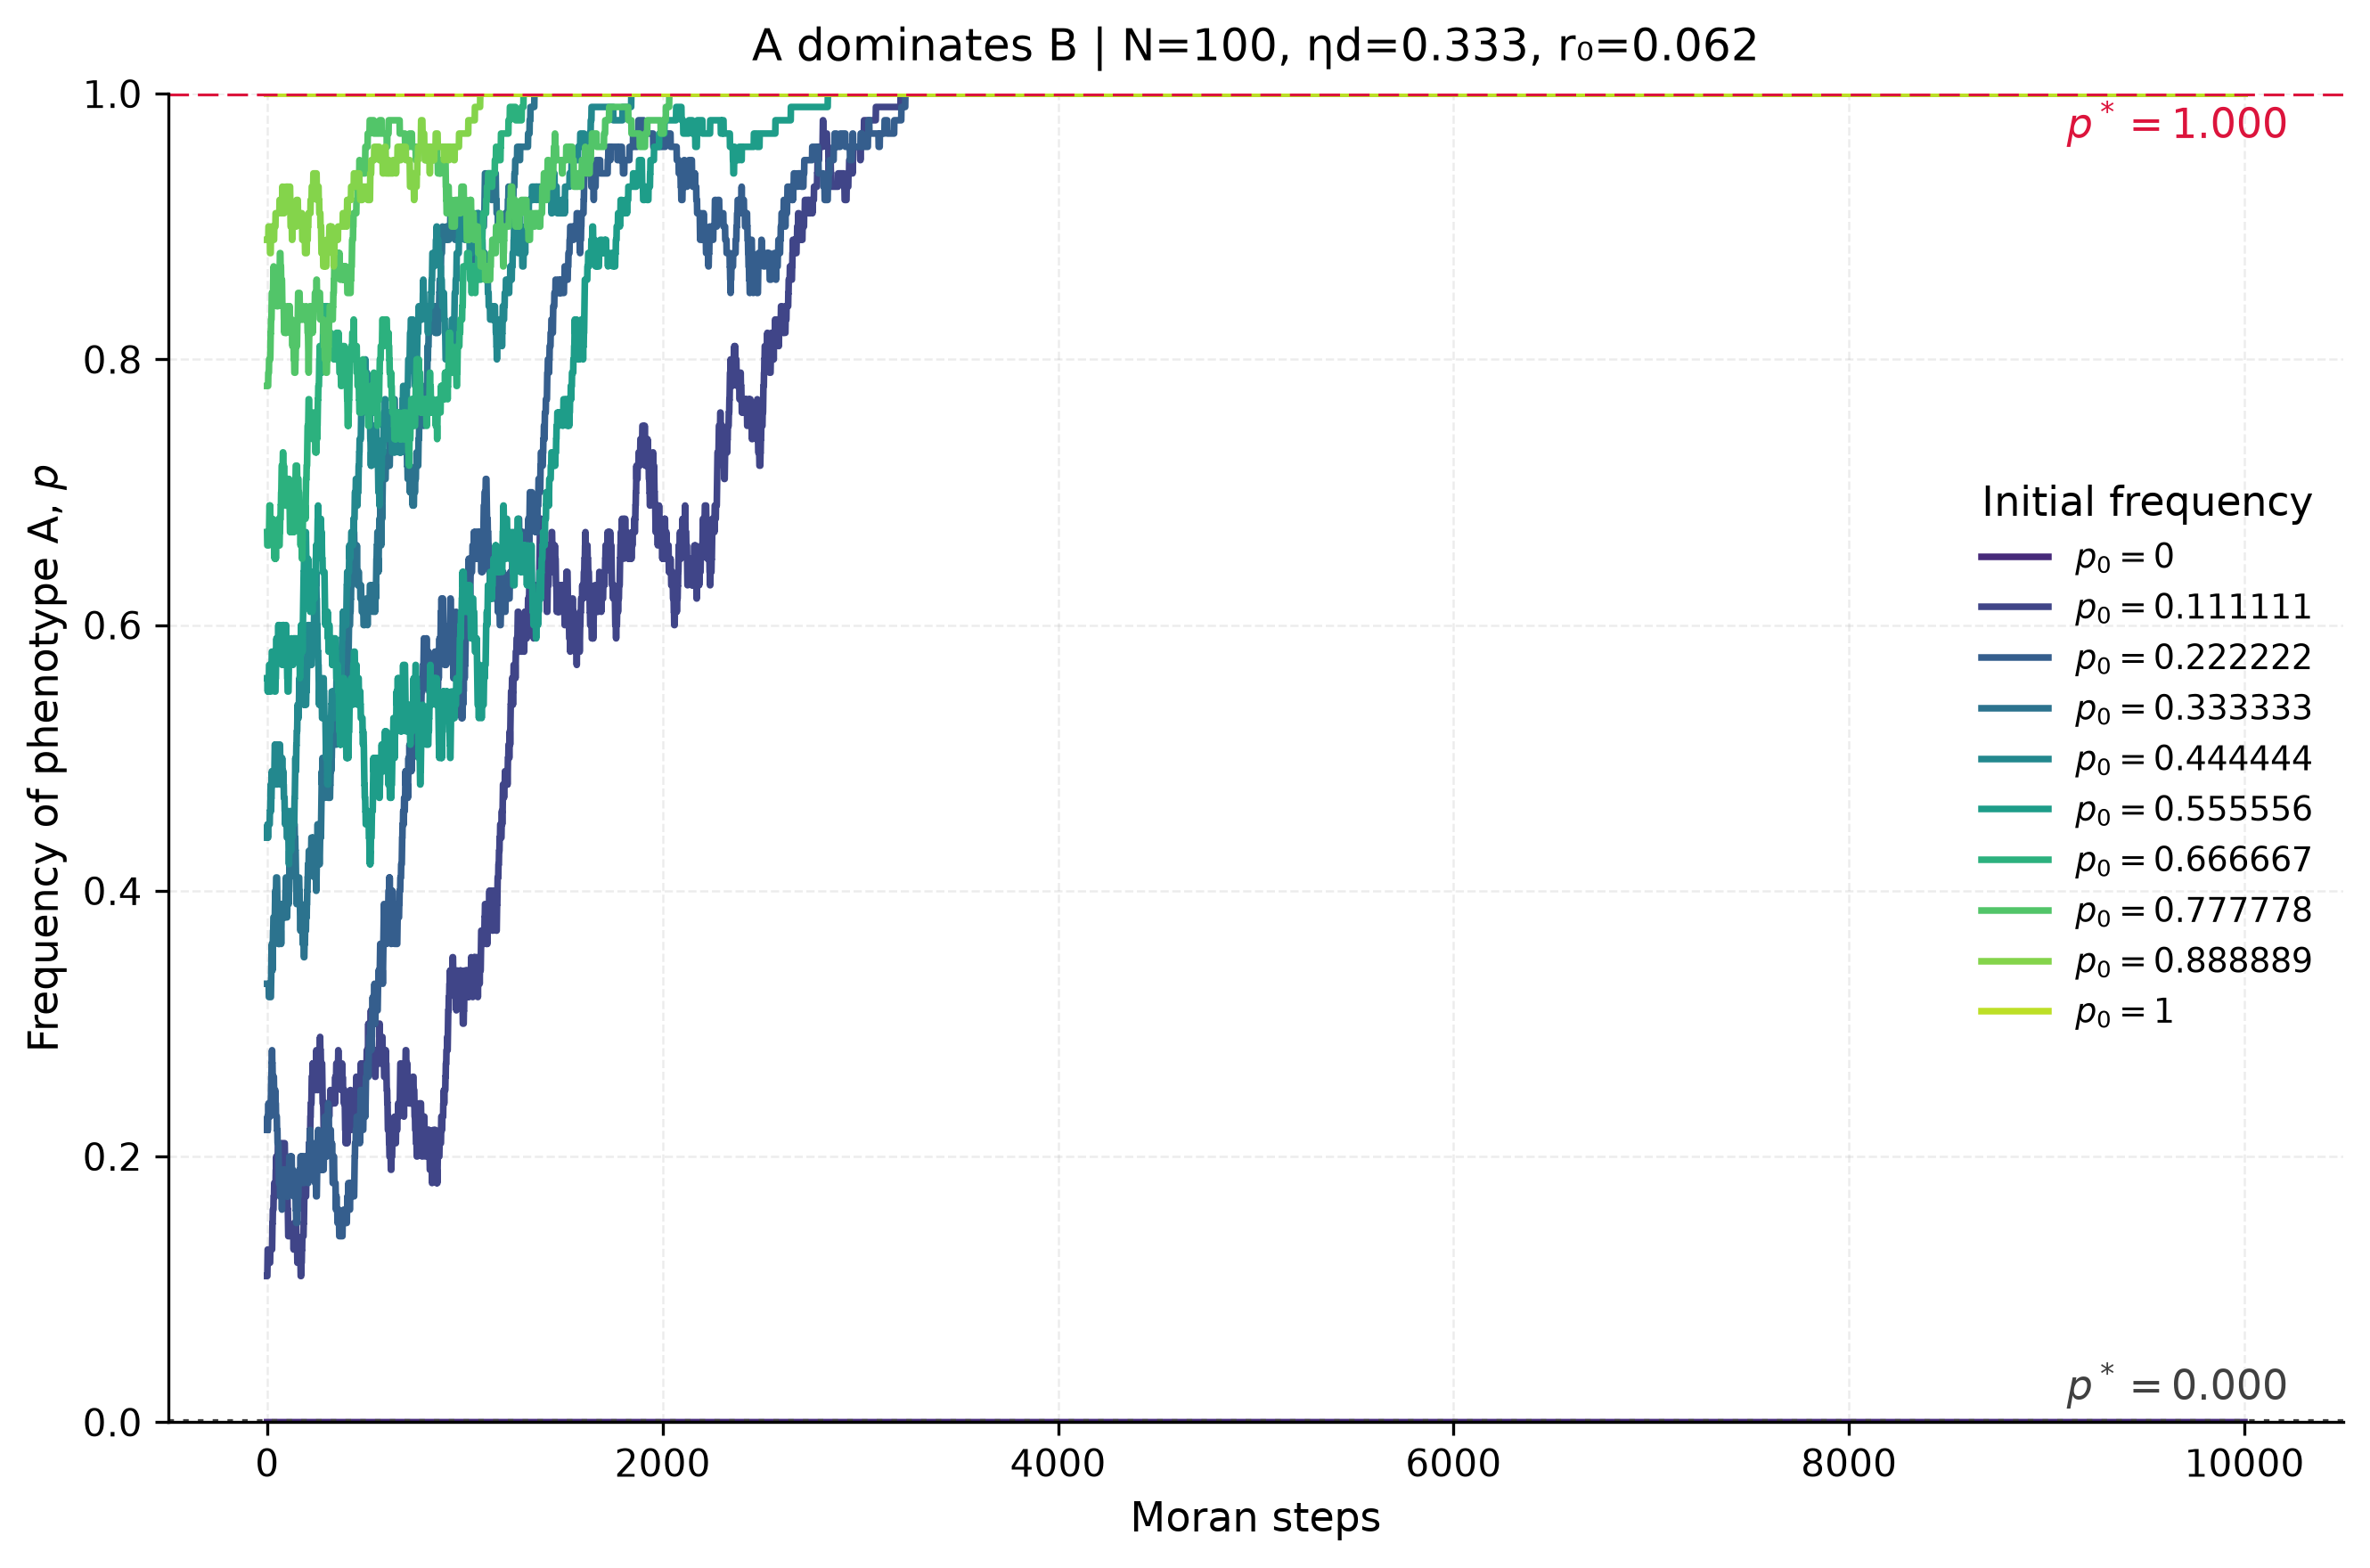 A dominates B | N=100, ηd=0.333, r₀=0.062
1.0
0.8
0.6
0.4
0.2
0.0
Frequency of phenotype A, p
p* = 1.000
Initial frequency
p₀ = 0
p₀ = 0.111111
p₀ = 0.222222
p₀ = 0.333333
p₀ = 0.444444
p₀ = 0.555556
p₀ = 0.666667
p₀ = 0.777778
p₀ = 0.888889
p₀ = 1
p* = 0.000
0 2000 4000 6000 8000 10000
Moran steps